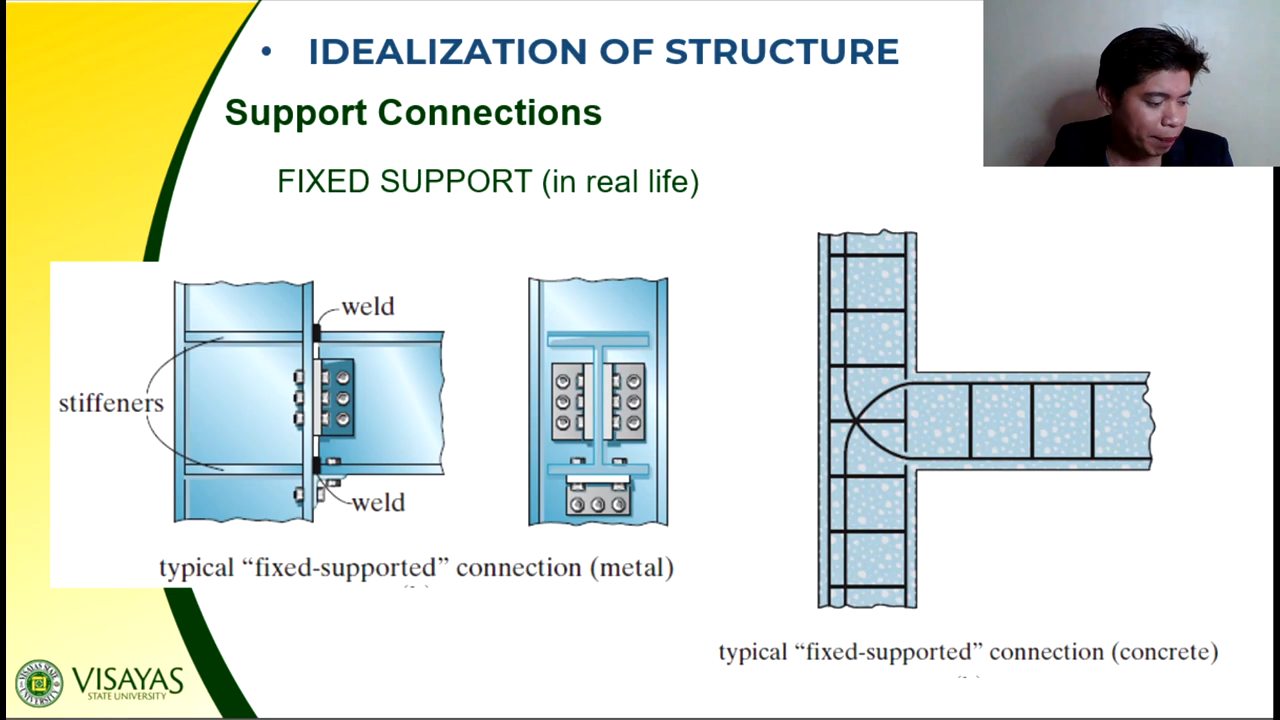 • IDEALIZATION OF STRUCTURE
Support Connections
FIXED SUPPORT (in real life)
weld
stiffeners
weld
typical “fixed-supported” connection (metal)
typical “fixed-supported” connection (concrete)
VISAYAS
STATE UNIVERSITY